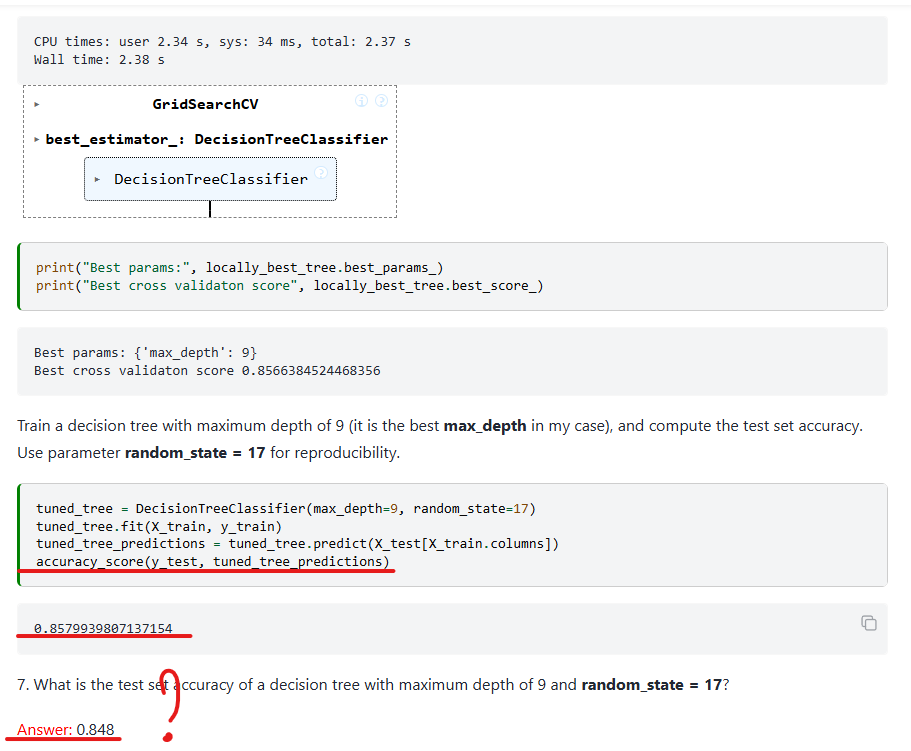 CPU times: user 2.34 s, sys: 34 ms, total: 2.37 s
Wall time: 2.38 s
GridSearchCV
best_estimator_: DecisionTreeClassifier
DecisionTreeClassifier
print("Best params:", locally_best_tree.best_params_)
print("Best cross validaton score", locally_best_tree.best_score_)
Best params: {'max_depth': 9}
Best cross validaton score 0.8566384524468356
Train a decision tree with maximum depth of 9 (it is the best max_depth in my case), and compute the test set accuracy.
Use parameter random_state = 17 for reproducibility.
tuned_tree = DecisionTreeClassifier(max_depth=9, random_state=17)
tuned_tree.fit(X_train, y_train)
tuned_tree_predictions = tuned_tree.predict(X_test[X_train.columns])
accuracy_score(y_test, tuned_tree_predictions)
0.8579939807137154
7. What is the test set accuracy of a decision tree with maximum depth of 9 and random_state = 17?
?
Answer: 0.848